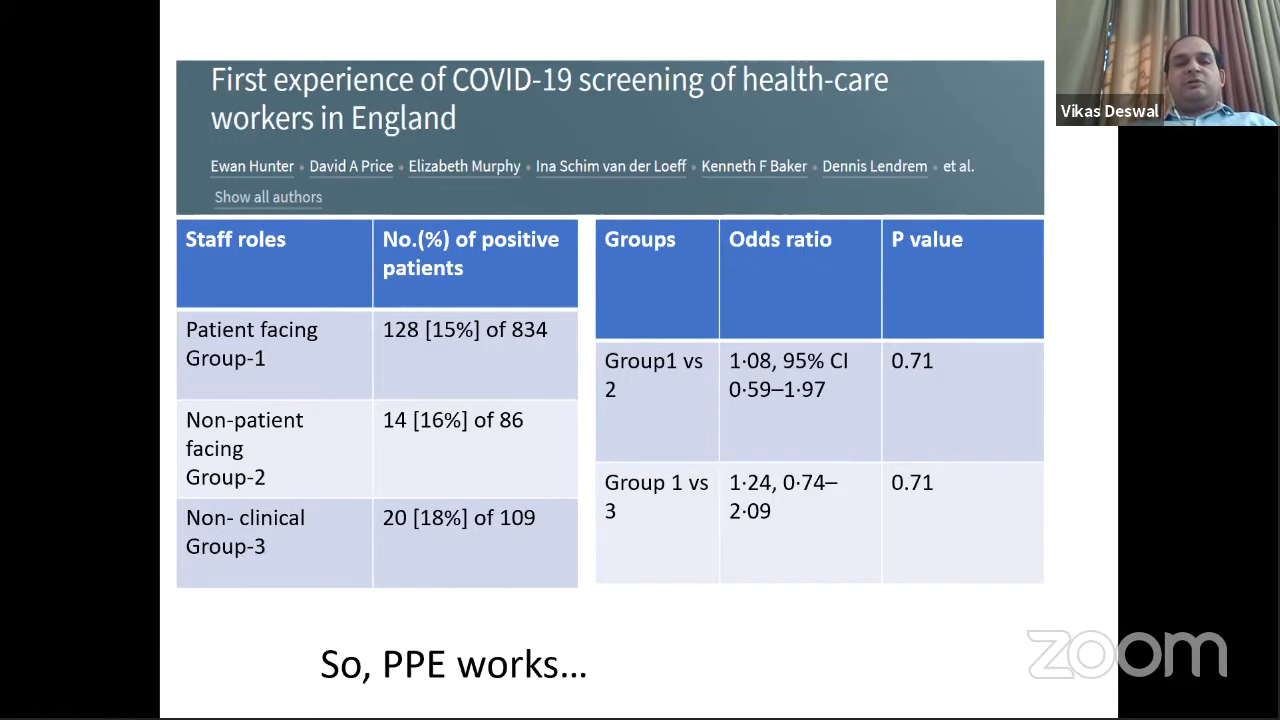 First experience of COVID-19 screening of health-care
workers in England
Ewan Hunter • David A Price • Elizabeth Murphy • Ina Schim van der Loeff • Kenneth F Baker • Dennis Lendrem • et al.
Show all authors
Staff roles
No.(%) of positive
patients
Patient facing
Group-1
128 [15%] of 834
Non-patient
facing
Group-2
14 [16%] of 86
Non- clinical
Group-3
20 [18%] of 109
Groups
Odds ratio
P value
Group1 vs
2
1·08, 95% CI
0·59–1·97
0.71
Group 1 vs
3
1·24, 0·74–
2·09
0.71
So, PPE works...
Vikas Deswal
zoom